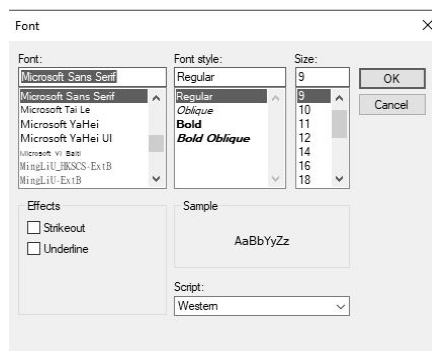 Font
Font: Font style: Size:
Microsoft Sans Serif Regular 9 OK
Microsoft Sans Serif Regular 9 Cancel
Microsoft Tai Le Oblique 10
Microsoft YaHei Bold 11
Microsoft YaHei UI Bold Oblique 12
Microsoft Yi Baiti 14
MingLiU_HKSCS-ExtB 16
MingLiU-ExtB 18
Effects Sample
Strikeout
Underline
AaBbYyZz
Script:
Western